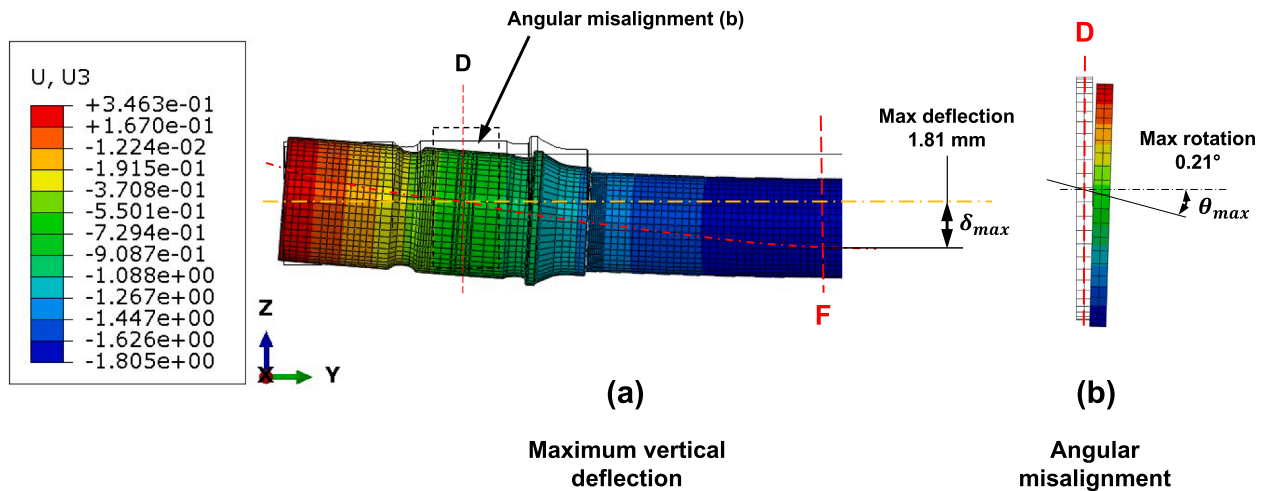 Angular misalignment (b)
U, U3
+3.463e-01
+1.670e-01
-1.224e-02
-1.915e-01
-3.708e-01
-5.501e-01
-7.294e-01
-9.087e-01
-1.088e+00
-1.267e+00
-1.447e+00
-1.626e+00
-1.805e+00
D
F
Z
X
Y
Max deflection
1.81 mm
δₘₐₓ
D
Max rotation
0.21°
θₘₐₓ
(a)
(b)
Maximum vertical
deflection
Angular
misalignment